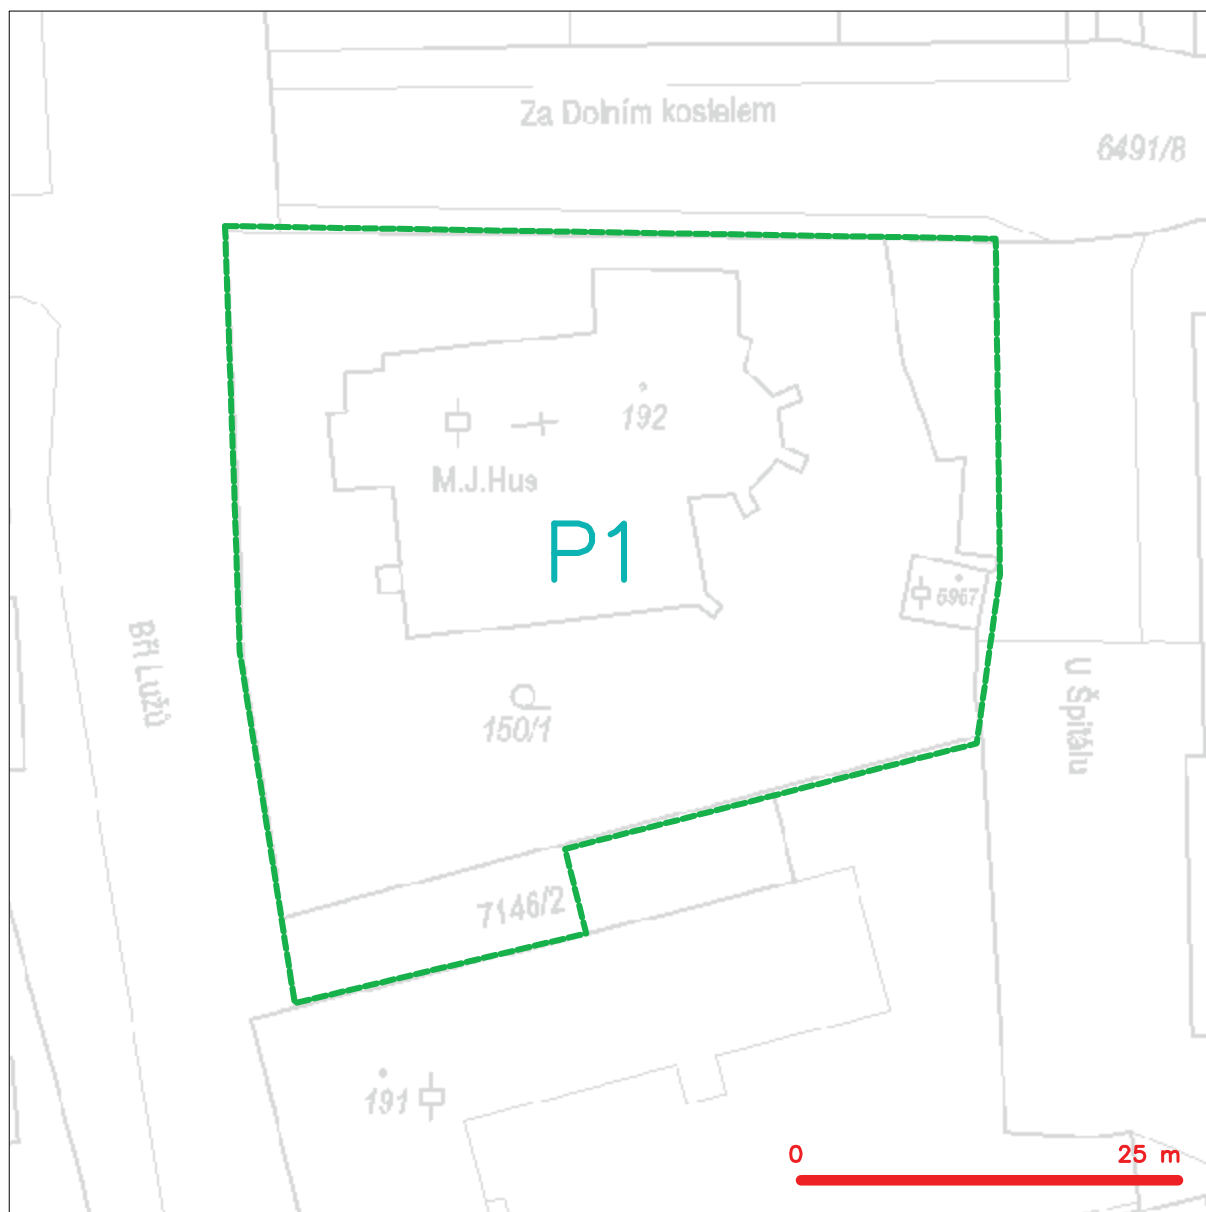 Za Dolním kostelem
6491/8
192
M.J.Hus
P1
5967
Bří Lužů
150/1
U Špitálu
7146/2
191
0
25 m